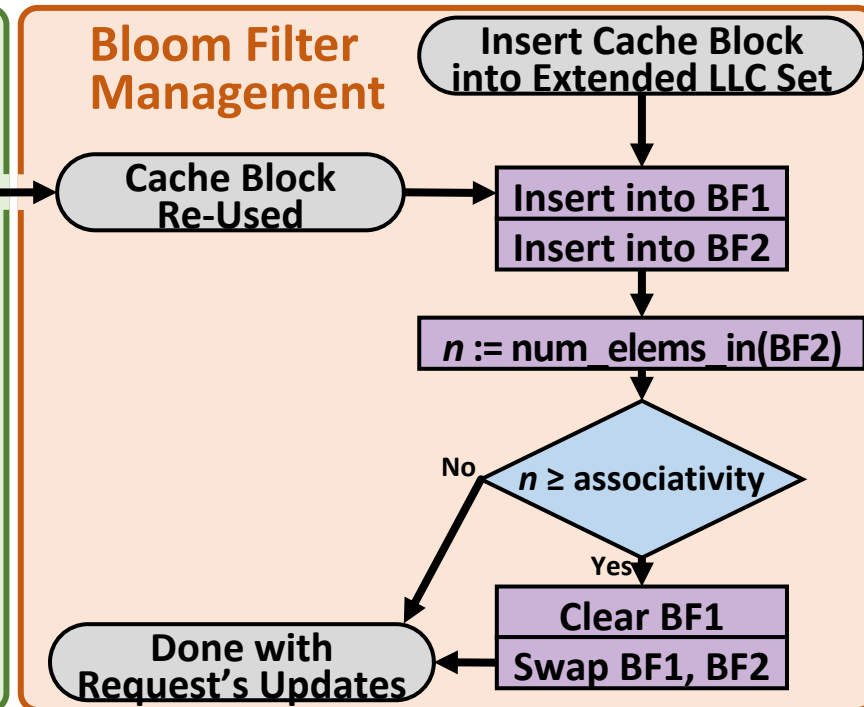 Bloom Filter
Management
Insert Cache Block
into Extended LLC Set
Cache Block
Re-Used
Insert into BF1
Insert into BF2
n := num_elems_in(BF2)
No
n ≥ associativity
Yes
Clear BF1
Swap BF1, BF2
Done with
Request's Updates